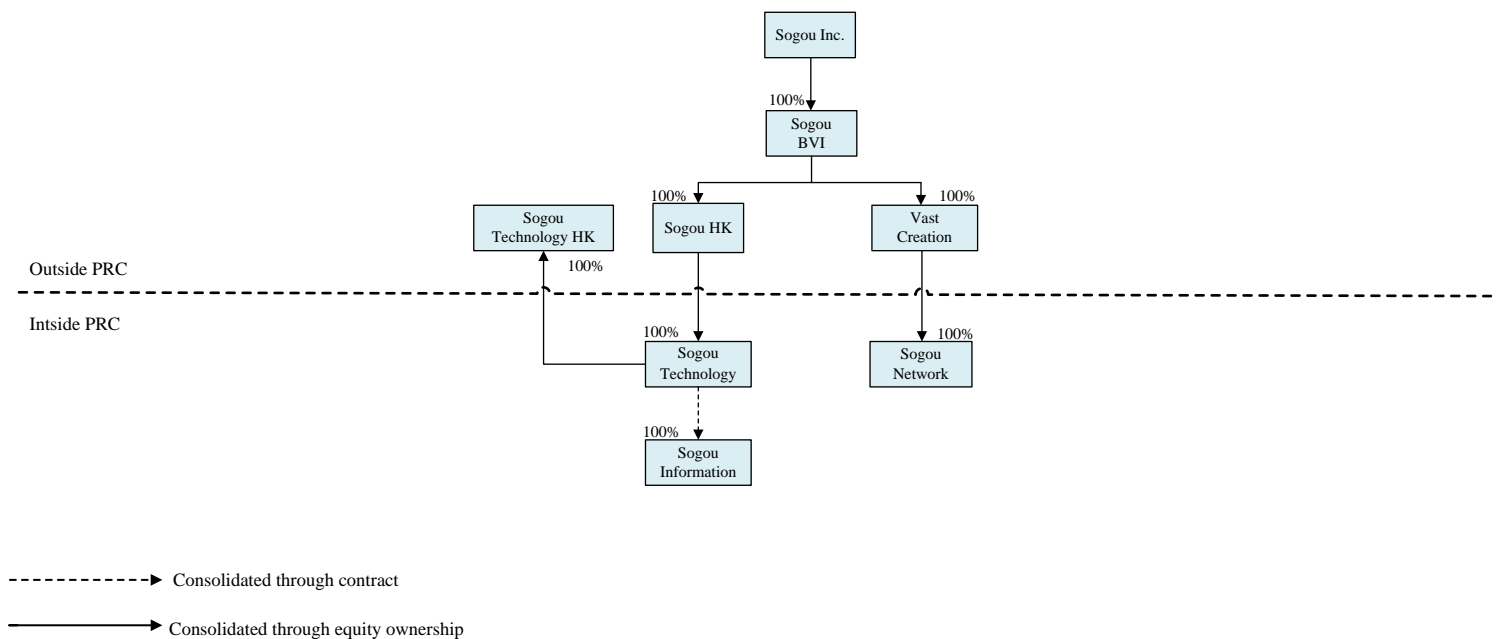 Sogou Inc.
100%
Sogou
BVI
100%
100%
Sogou
Technology HK
Sogou HK
Vast
Creation
100%
Outside PRC
Intside PRC
100%
100%
Sogou
Technology
Sogou
Network
100%
Sogou
Information
Consolidated through contract
Consolidated through equity ownership